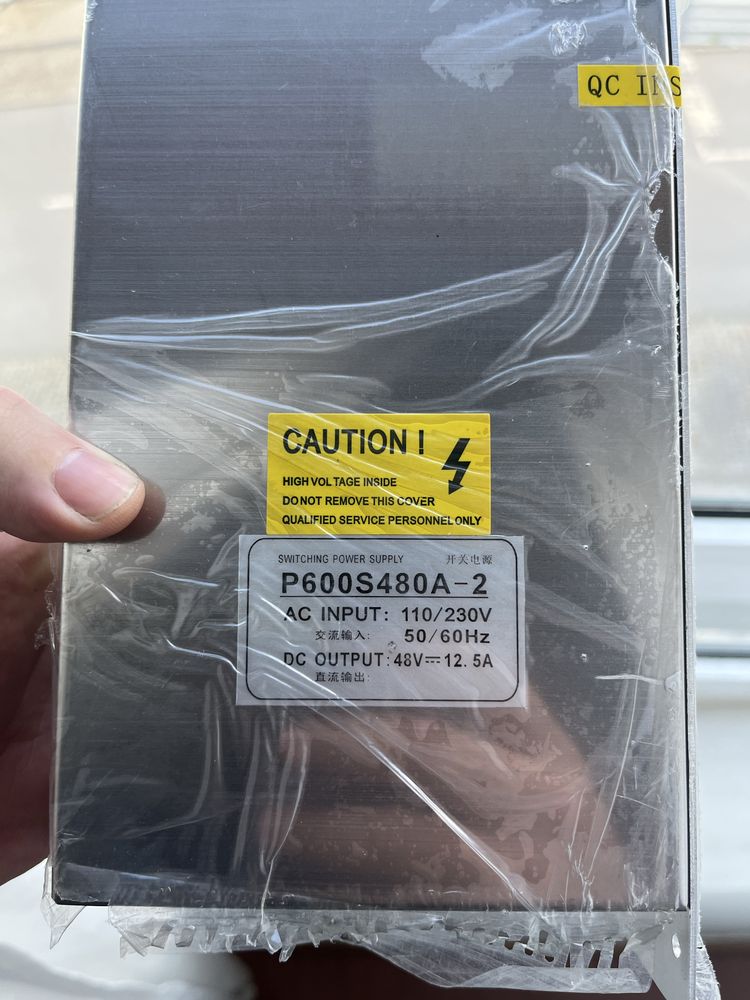 QC INS
CAUTION !
HIGH VOLTAGE INSIDE
DO NOT REMOVE THIS COVER
QUALIFIED SERVICE PERSONNEL ONLY
SWITCHING POWER SUPPLY 开关电源
P600S480A-2
AC INPUT: 110/230V
交流输入: 50/60Hz
DC OUTPUT: 48V⎓12.5A
直流输出: